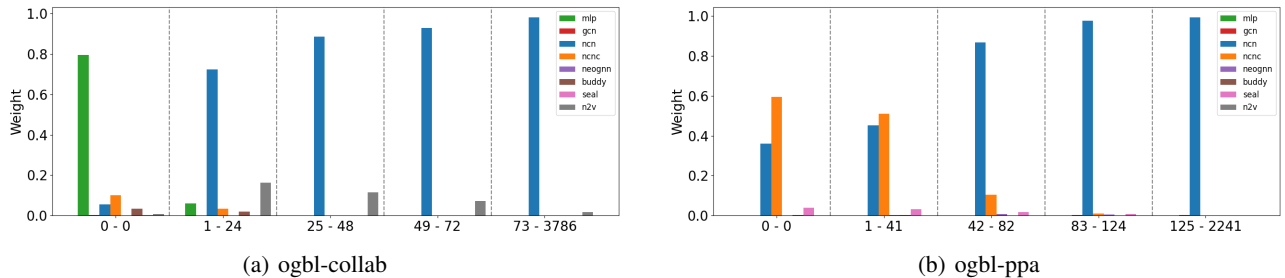 1.0
0.8
0.6
0.4
0.2
0.0
Weight
mlp
gcn
ncn
ncnc
neognn
buddy
seal
n2v
0 - 0
1 - 24
25 - 48
49 - 72
73 - 3786
(a) ogbl-collab
1.0
0.8
0.6
0.4
0.2
0.0
Weight
mlp
gcn
ncn
ncnc
neognn
buddy
seal
n2v
0 - 0
1 - 41
42 - 82
83 - 124
125 - 2241
(b) ogbl-ppa